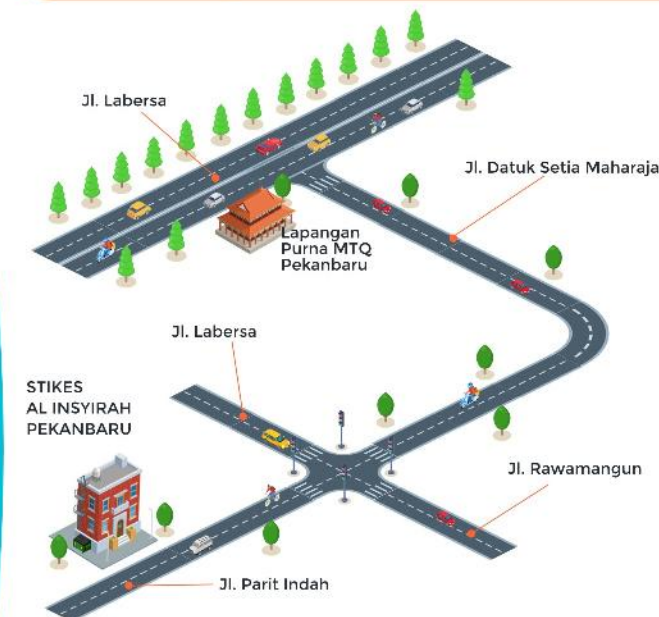 Jl. Labersa
Jl. Datuk Setia Maharaja
Lapangan
Purna MTQ
Pekanbaru
Jl. Labersa
STIKES
AL INSYIRAH
PEKANBARU
Jl. Rawamangun
Jl. Parit Indah